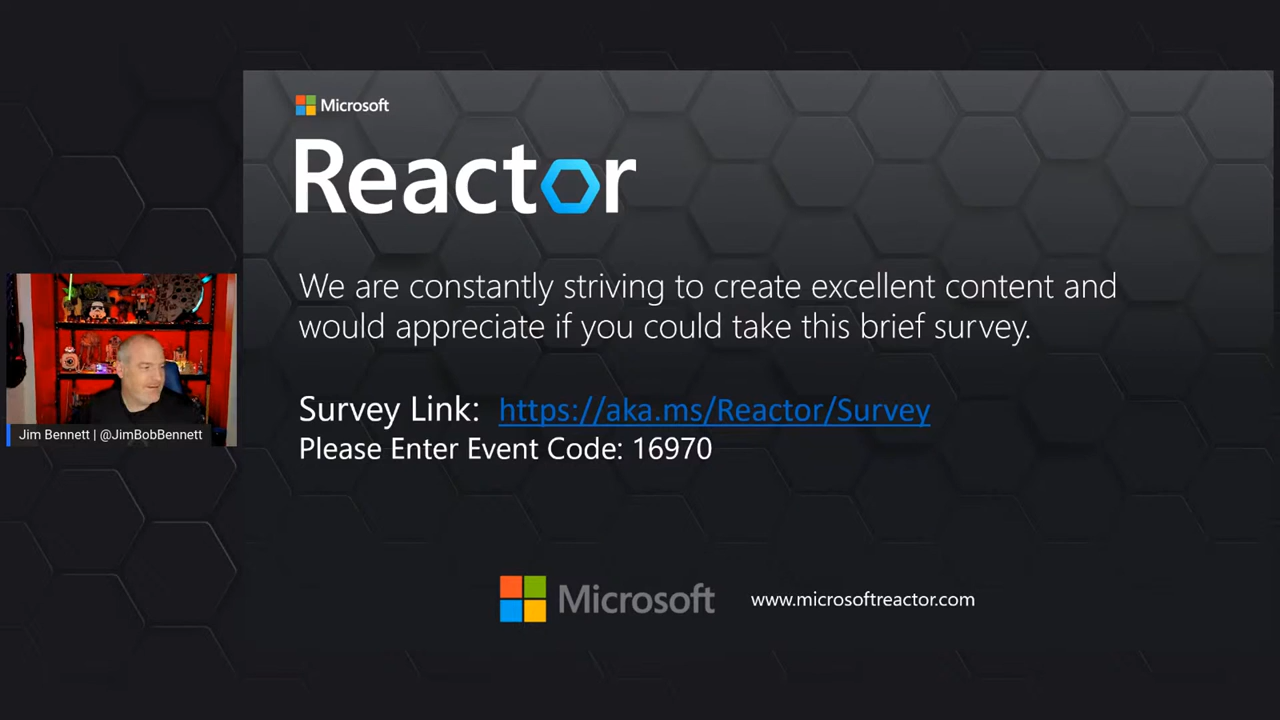 Microsoft
Reactor
We are constantly striving to create excellent content and
would appreciate if you could take this brief survey.
Survey Link: https://aka.ms/Reactor/Survey
Please Enter Event Code: 16970
Jim Bennett | @JimBobBennett
Microsoft
www.microsoftreactor.com